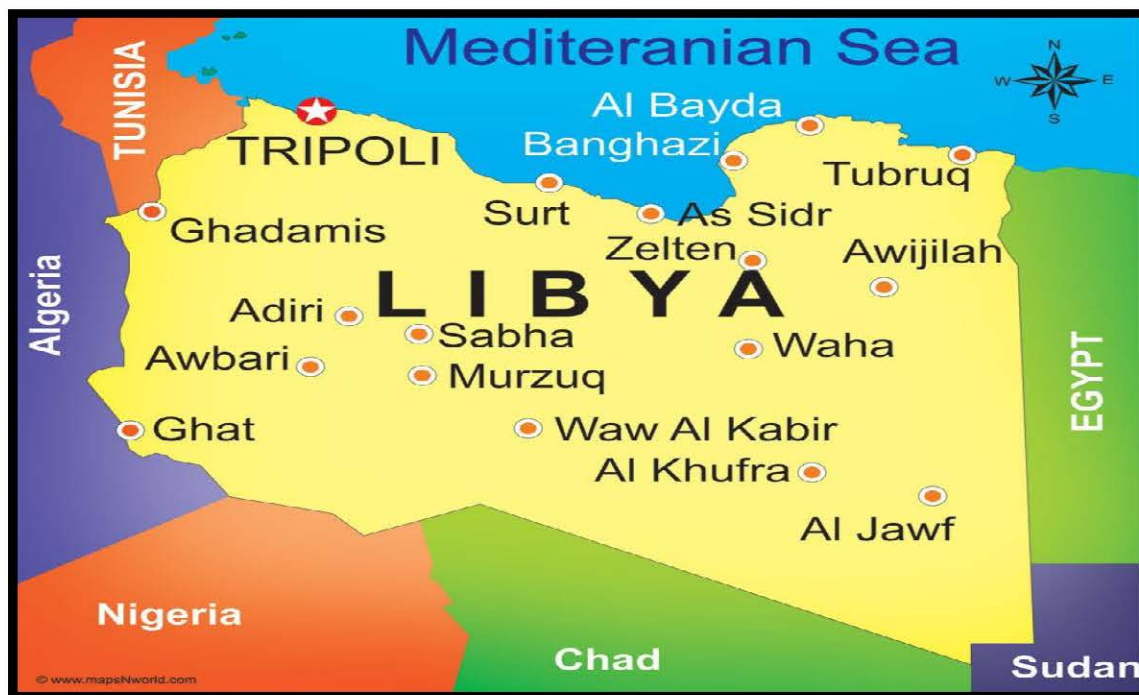 Mediteranian Sea
N
W E
S
TUNISIA
Al Bayda
Banghazi
TRIPOLI
Tubruq
Surt
As Sidr
Ghadamis
Zelten
Awijilah
LIBYA
Algeria
Adiri
Sabha
Waha
Awbari
Murzuq
EGYPT
Ghat
Waw Al Kabir
Al Khufra
Al Jawf
Nigeria
Chad
Sudan
© www.mapsNworld.com